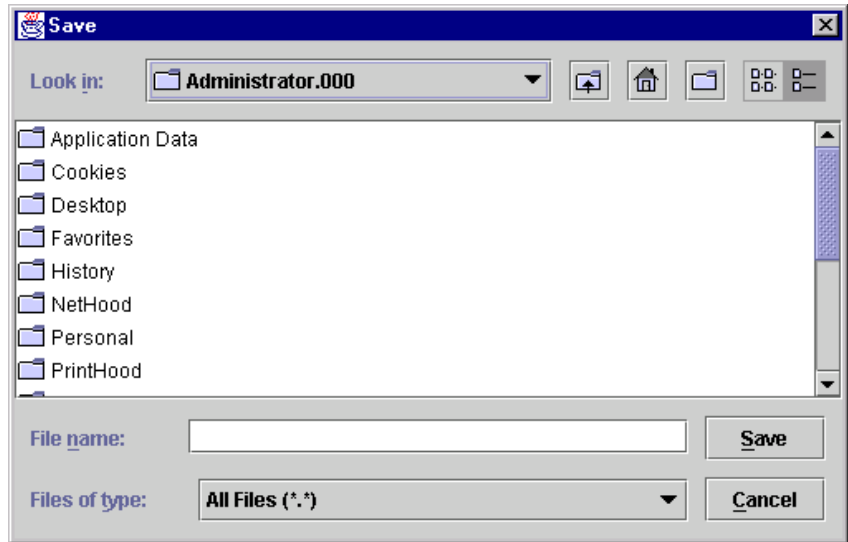 Save
Look in: Administrator.000
Application Data
Cookies
Desktop
Favorites
History
NetHood
Personal
PrintHood
File name: Save
Files of type: All Files (*.*) Cancel